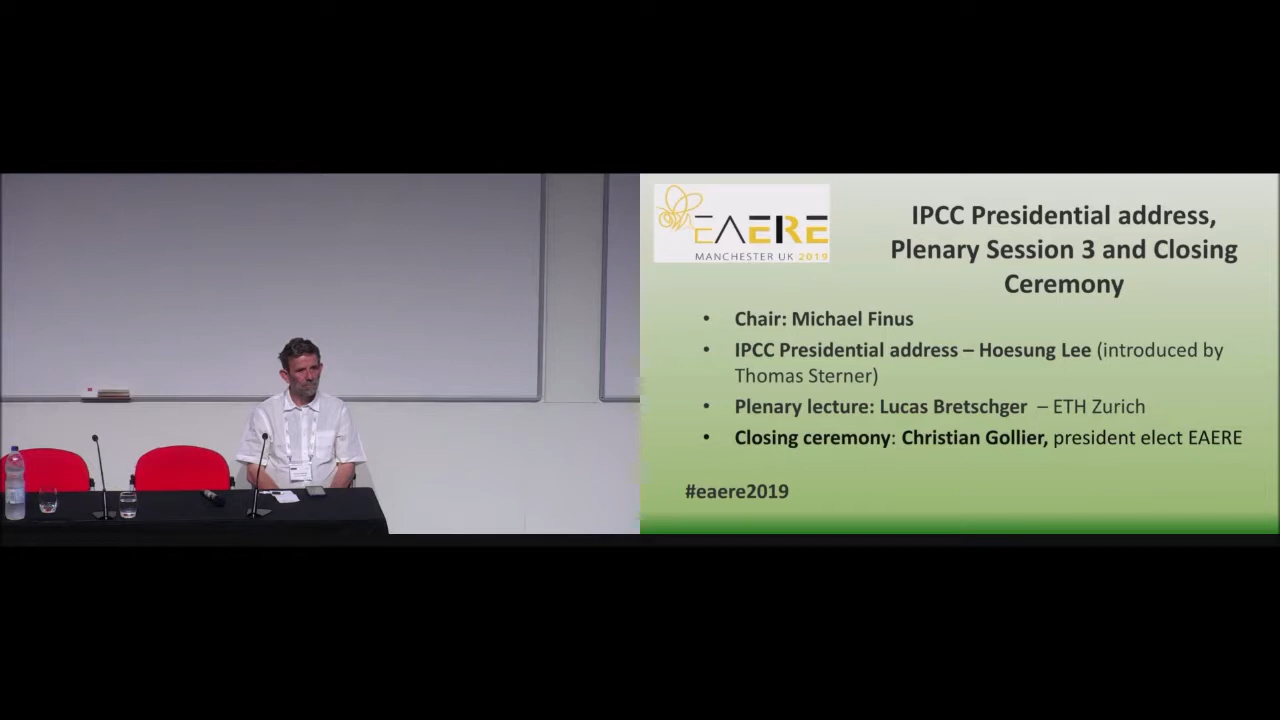 EAERE
MANCHESTER UK 2019
IPCC Presidential address,
Plenary Session 3 and Closing
Ceremony
• Chair: Michael Finus
• IPCC Presidential address – Hoesung Lee (introduced by
Thomas Sterner)
• Plenary lecture: Lucas Bretschger – ETH Zurich
• Closing ceremony: Christian Gollier, president elect EAERE
#eaere2019